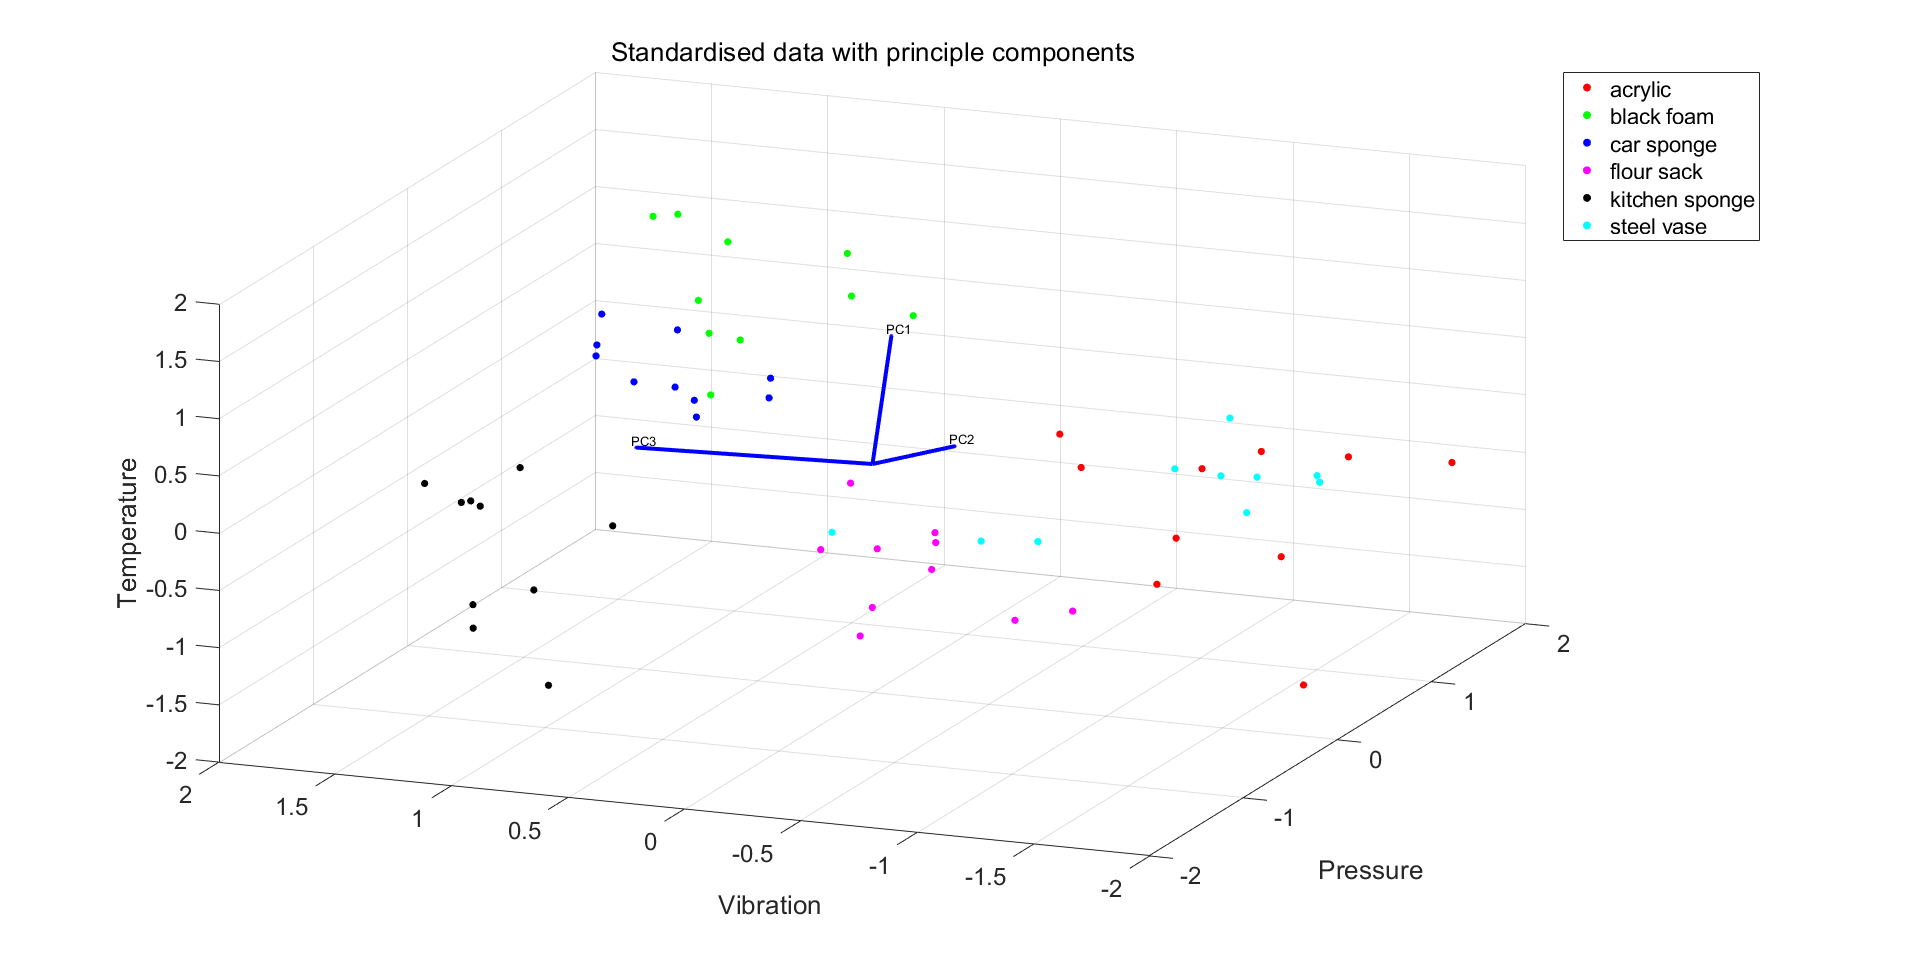 Standardised data with principle components
acrylic
black foam
car sponge
flour sack
kitchen sponge
steel vase
PC1
PC2
PC3
Temperature
2
1.5
1
0.5
0
-0.5
-1
-1.5
-2
2
1.5
1
0.5
0
-0.5
-1
-1.5
-2
Vibration
2
1
0
-1
-2
Pressure